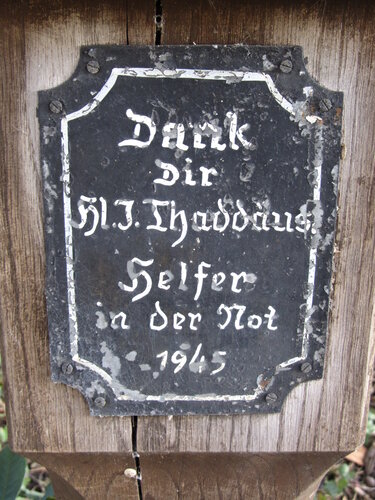 Dank
Dir
Hl.J.Thaddäus.
Helfer
in der Not
1945